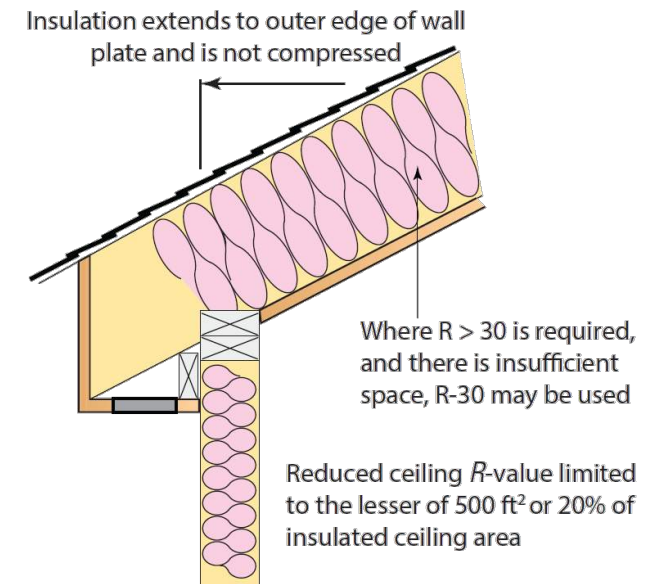 Insulation extends to outer edge of wall
plate and is not compressed
Where R > 30 is required,
and there is insufficient
space, R-30 may be used
Reduced ceiling R-value limited
to the lesser of 500 ft² or 20% of
insulated ceiling area